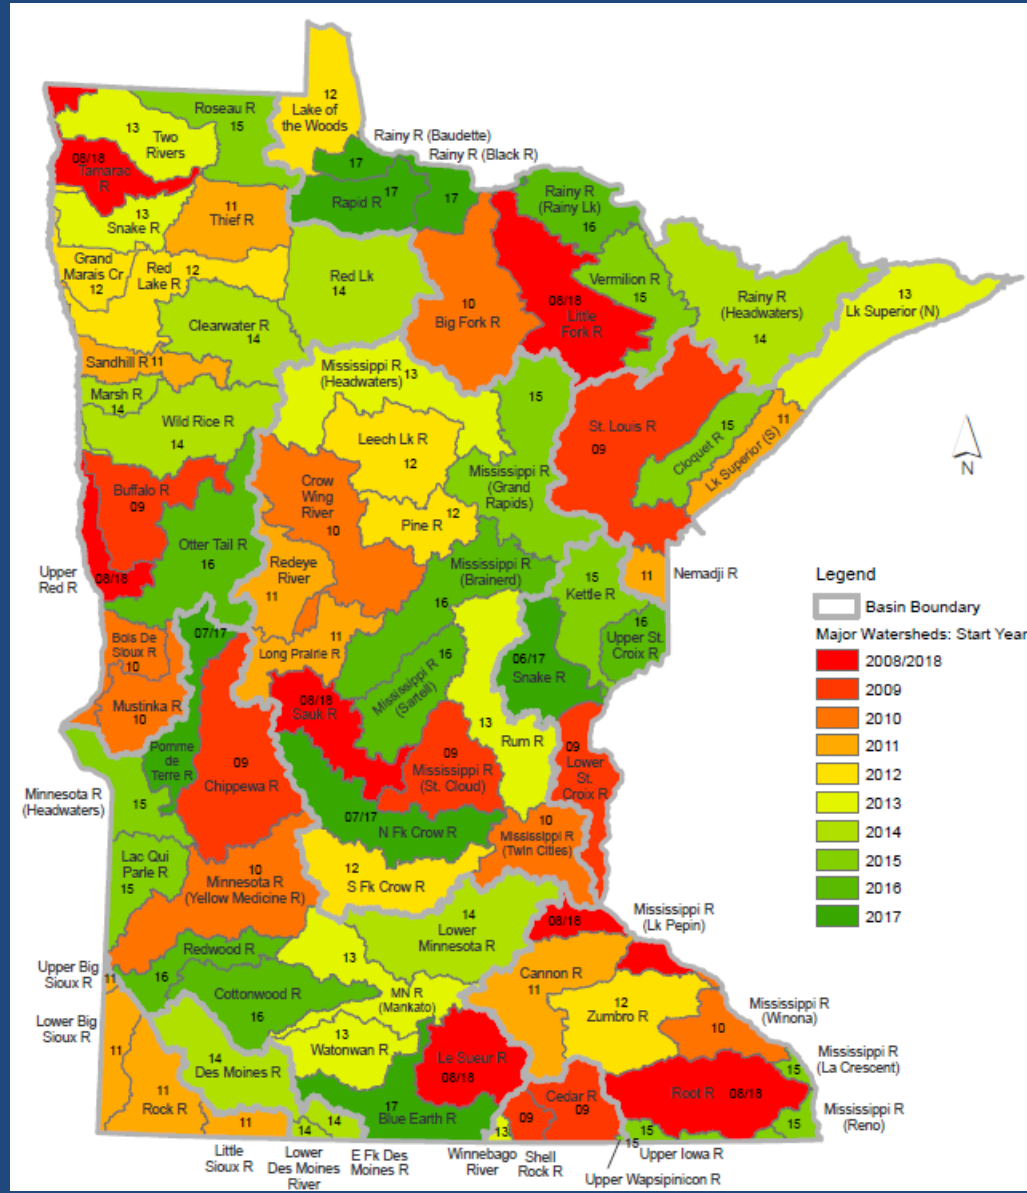 12
Lake of
the Woods
Roseau R
15
13
Two
Rivers
Rainy R (Baudette)
Rainy R (Black R)
08/18
Tamarac
R
17
Rapid R
17
17
Rainy R
(Rainy Lk)
16
11
Thief R
13
Snake R
Grand
Marais Cr
12
Red
Lake R
12
Red Lk
14
Vermilion R
15
Rainy R
(Headwaters)
14
13
Lk Superior (N)
10
Big Fork R
08/18
Little
Fork R
Clearwater R
14
Sandhill R
11
Mississippi R
(Headwaters)
13
Marsh R
14
15
Wild Rice R
14
Leech Lk R
12
St. Louis R
09
Cloquet R
15
11
Lk Superior (S)
N
Mississippi R
(Grand
Rapids)
Buffalo R
09
Crow
Wing
River
10
Pine R
12
Otter Tail R
16
Upper
Red R
08/18
Redeye
River
11
Mississippi R
(Brainerd)
16
15
Kettle R
11
Nemadji R
Legend
Basin Boundary
Major Watersheds: Start Year
2008/2018
2009
2010
2011
2012
2013
2014
2015
2016
2017
Bois De
Sioux R
10
07/17
11
Long Prairie R
16
Mississippi R
(Sartell)
06/17
Snake R
16
Upper St.
Croix R
Mustinka R
10
08/18
Sauk R
13
Rum R
Pomme
de
Terre R
09
Chippewa R
09
Mississippi R
(St. Cloud)
09
Lower
St.
Croix R
Minnesota R
(Headwaters)
15
07/17
N Fk Crow R
10
Mississippi R
(Twin Cities)
Lac Qui
Parle R
15
10
Minnesota R
(Yellow Medicine R)
12
S Fk Crow R
14
Lower
Minnesota R
08/18
Mississippi R
(Lk Pepin)
Redwood R
16
13
Upper Big
Sioux R
11
Cottonwood R
16
MN R
(Mankato)
Cannon R
11
12
Zumbro R
Mississippi R
(Winona)
10
Lower Big
Sioux R
11
13
Watonwan R
Le Sueur R
08/18
14
Des Moines R
Mississippi R
(La Crescent)
15
11
Rock R
17
Blue Earth R
Cedar R
09
09
Root R
08/18
Mississippi R
(Reno)
15
11
14
14
13
15
15
Little
Sioux R
Lower
Des Moines
River
E Fk Des
Moines R
Winnebago
River
Shell
Rock R
Upper Iowa R
Upper Wapsipinicon R